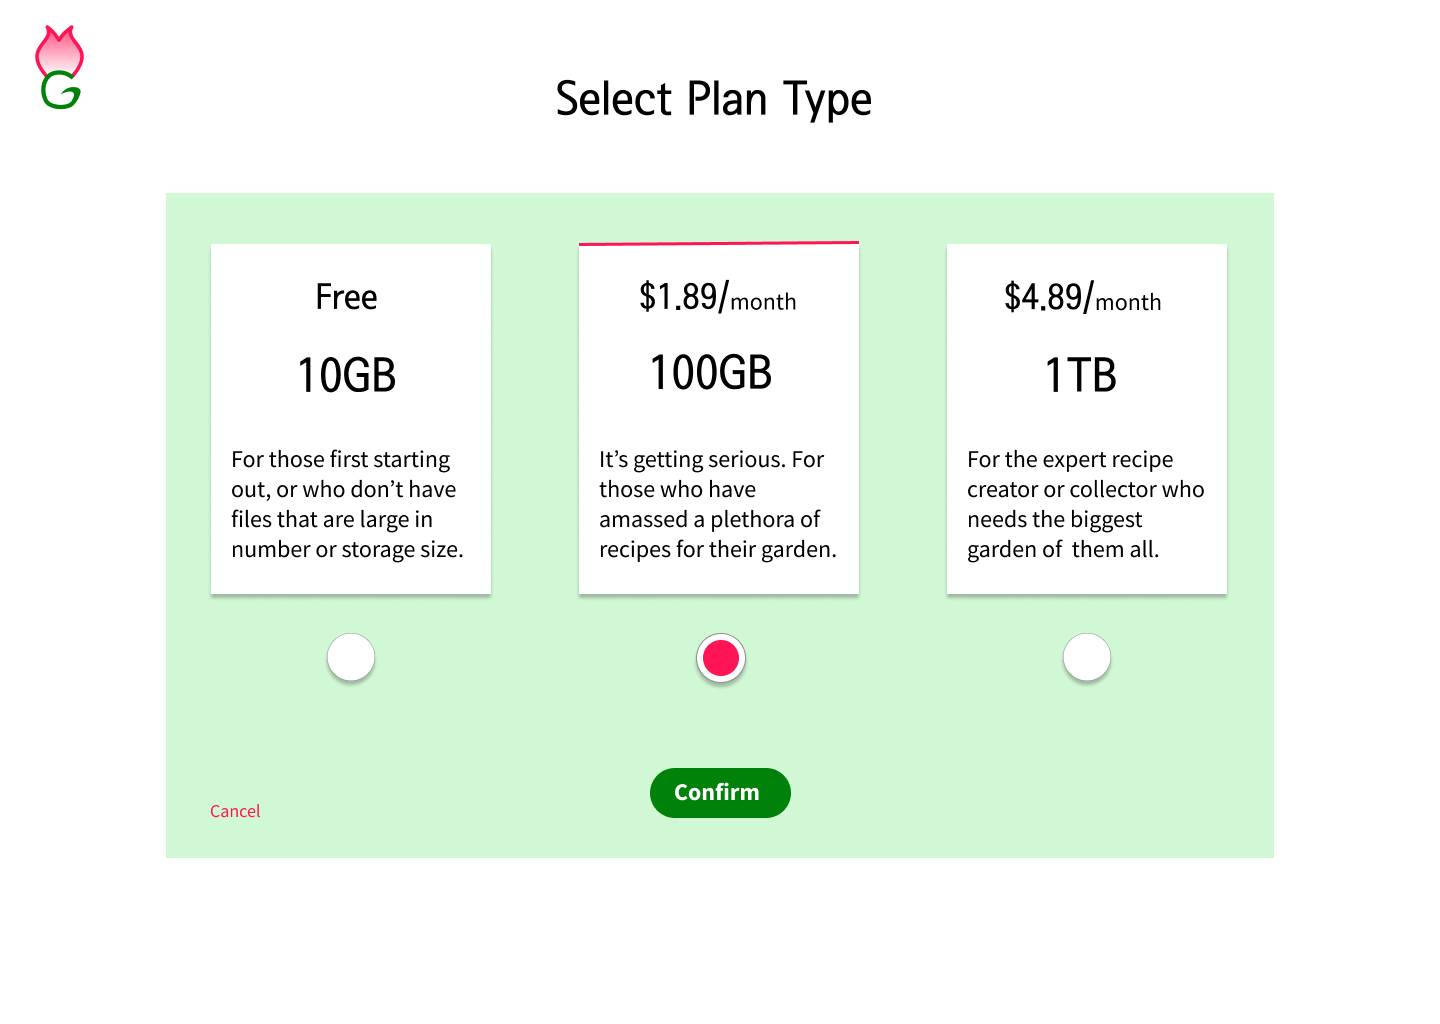 G
Select Plan Type
Free
10GB
For those first starting
out, or who don’t have
files that are large in
number or storage size.
$1.89/month
100GB
It’s getting serious. For
those who have
amassed a plethora of
recipes for their garden.
$4.89/month
1TB
For the expert recipe
creator or collector who
needs the biggest
garden of  them all.
Confirm
Cancel